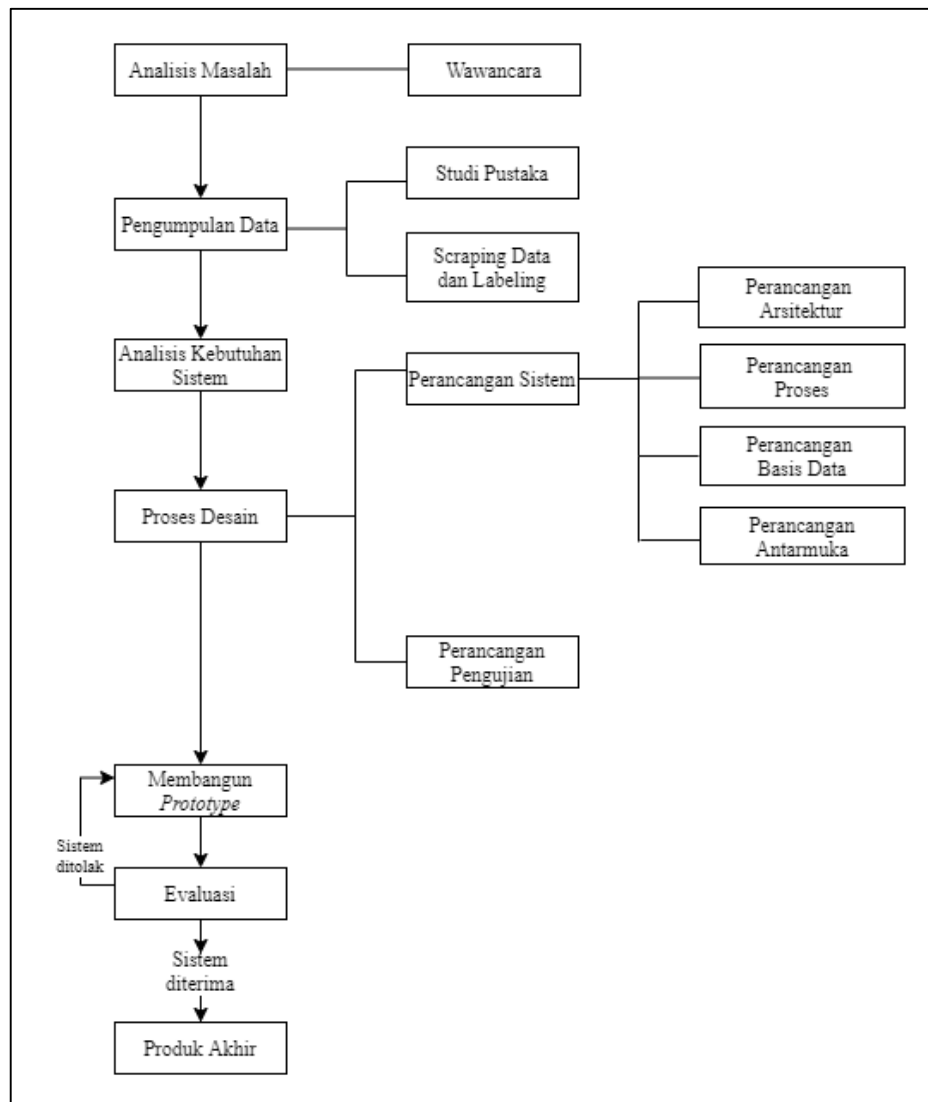 Analisis Masalah
Wawancara
Studi Pustaka
Pengumpulan Data
Scraping Data
dan Labeling
Perancangan
Arsitektur
Analisis Kebutuhan
Sistem
Perancangan Sistem
Perancangan
Proses
Perancangan
Basis Data
Proses Desain
Perancangan
Antarmuka
Perancangan
Pengujian
Membangun
Prototype
Sistem
ditolak
Evaluasi
Sistem
diterima
Produk Akhir